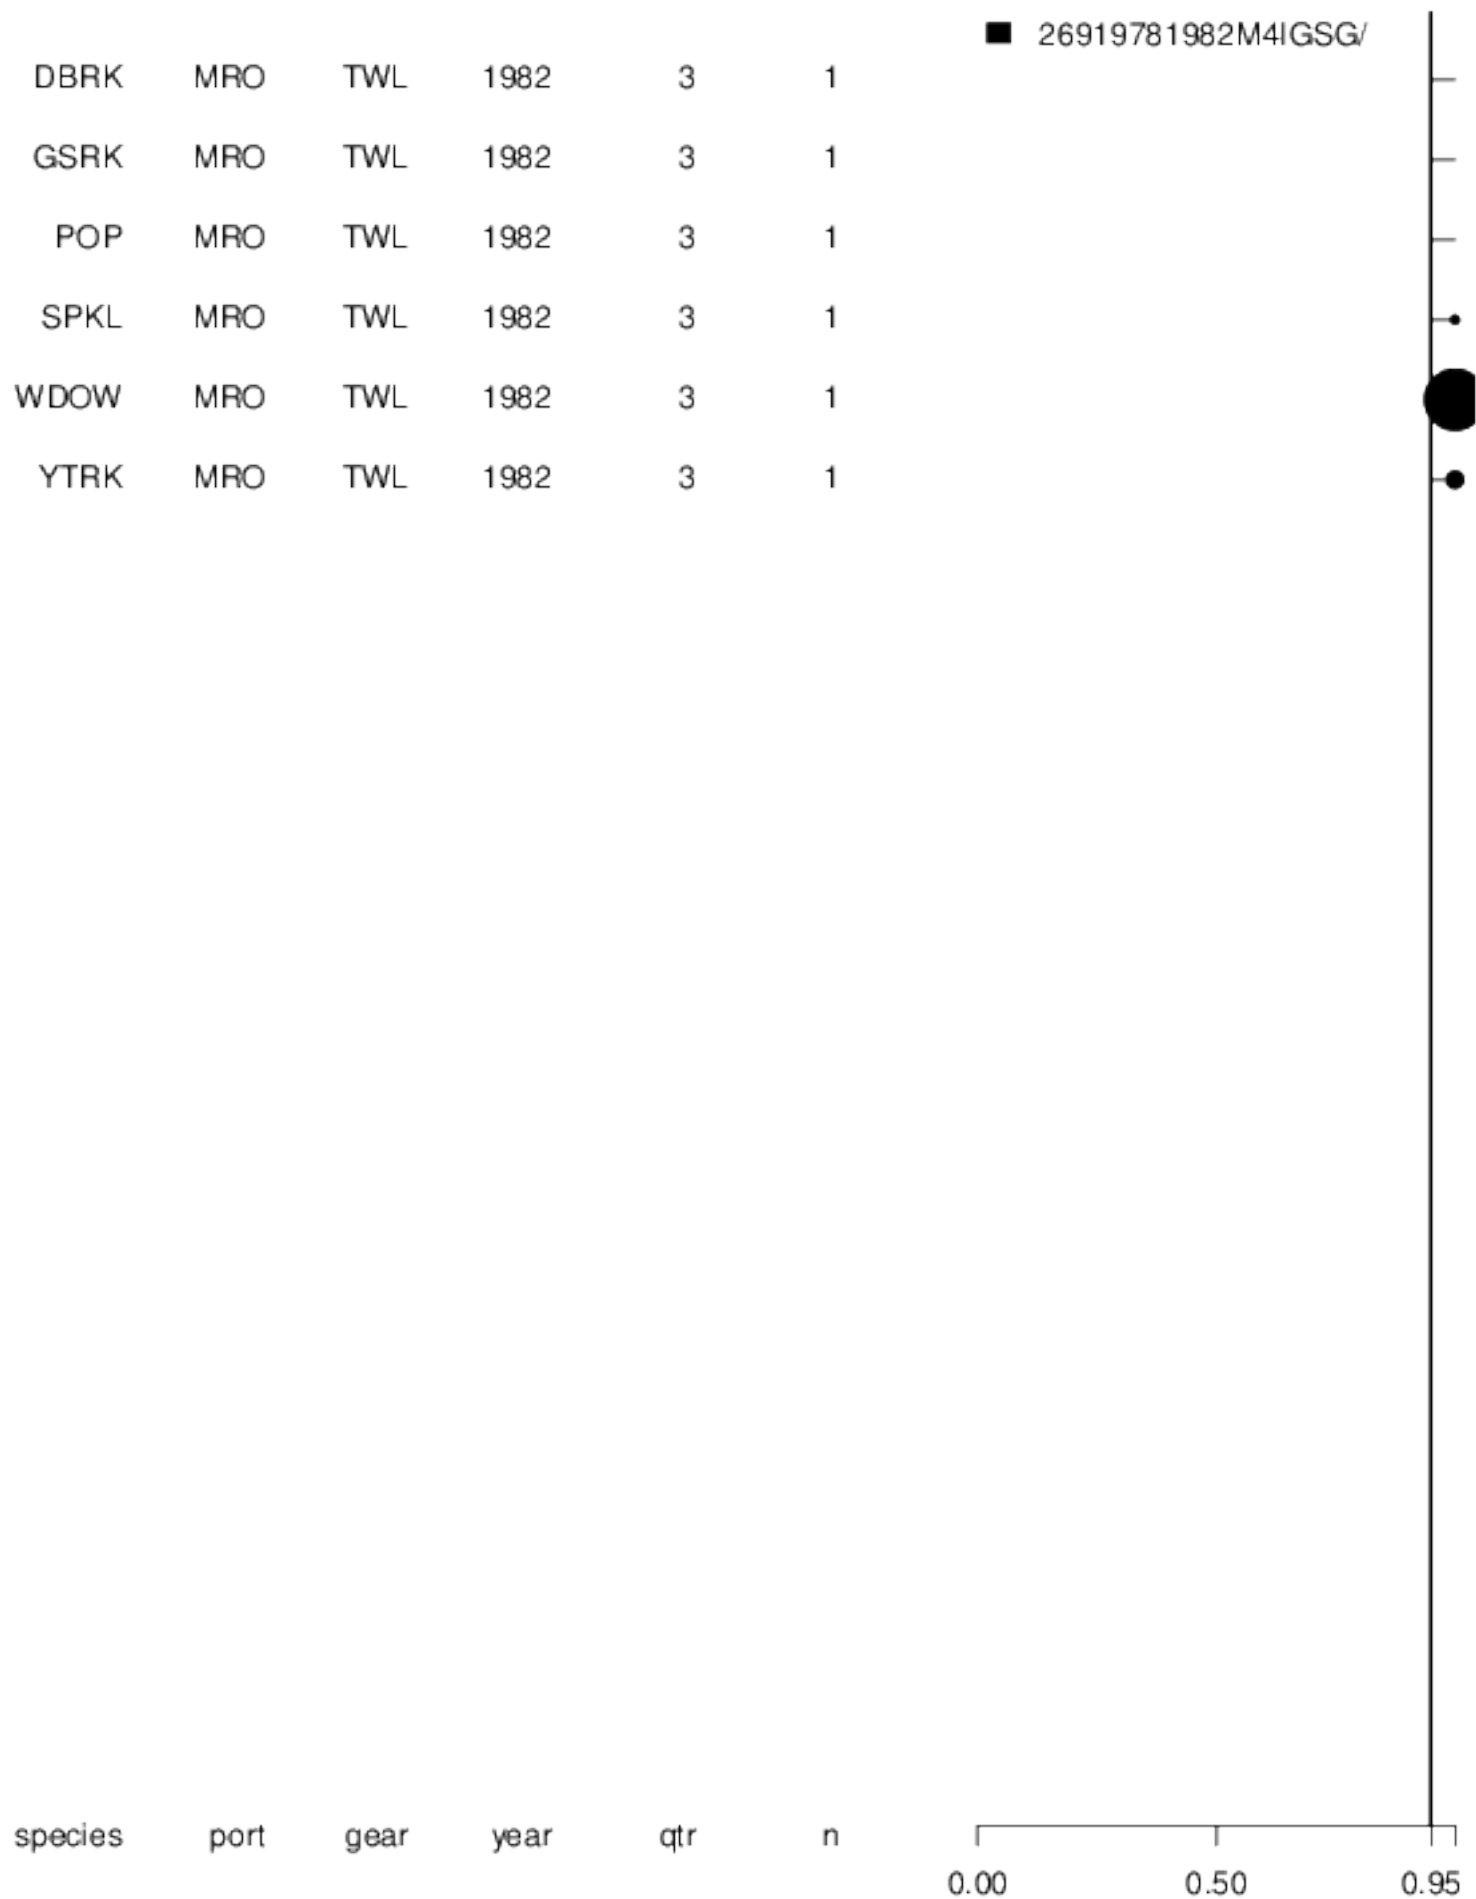 26919781982M4IGSG/
DBRK MRO TWL 1982 3 1
GSRK MRO TWL 1982 3 1
POP MRO TWL 1982 3 1
SPKL MRO TWL 1982 3 1
WDOW MRO TWL 1982 3 1
YTRK MRO TWL 1982 3 1
species port gear year qtr n
0.00 0.50 0.95